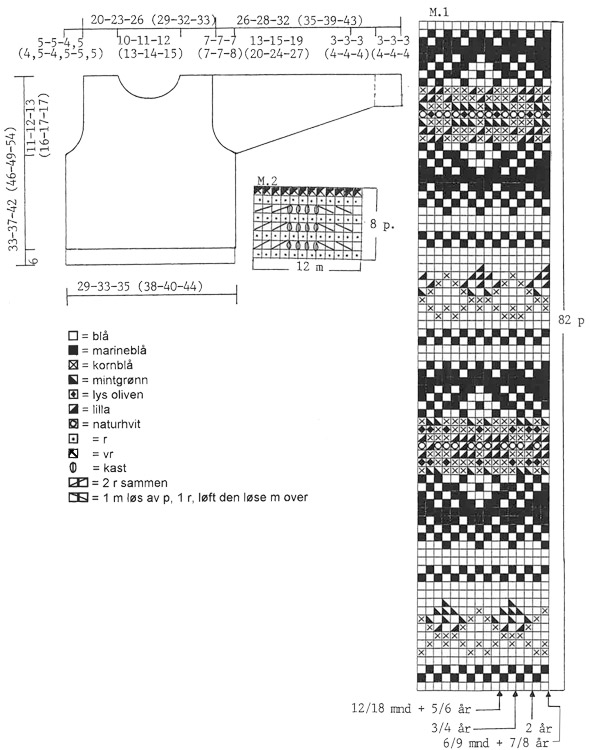 M.1
20-23-26 (29-32-33)
26-28-32 (35-39-43)
5-5-4,5
(4,5-4,5-5,5)
10-11-12
(13-14-15)
7-7-7
(7-7-8)
13-15-19
(20-24-27)
3-3-3
(4-4-4)
3-3-3
(4-4-4
33-37-42 (46-49-54)
11-12-13
(16-17-17)
6
M.2
8 p.
12 m
29-33-35 (38-40-44)
82 p
= blå
= marineblå
= kornblå
= mintgrønn
= lys oliven
= lilla
= naturhvit
= r
= vr
= kast
= 2 r sammen
= 1 m løs av p, 1 r, løft den løse m over
12/18 mnd + 5/6 år
3/4 år
2 år
6/9 mnd + 7/8 år